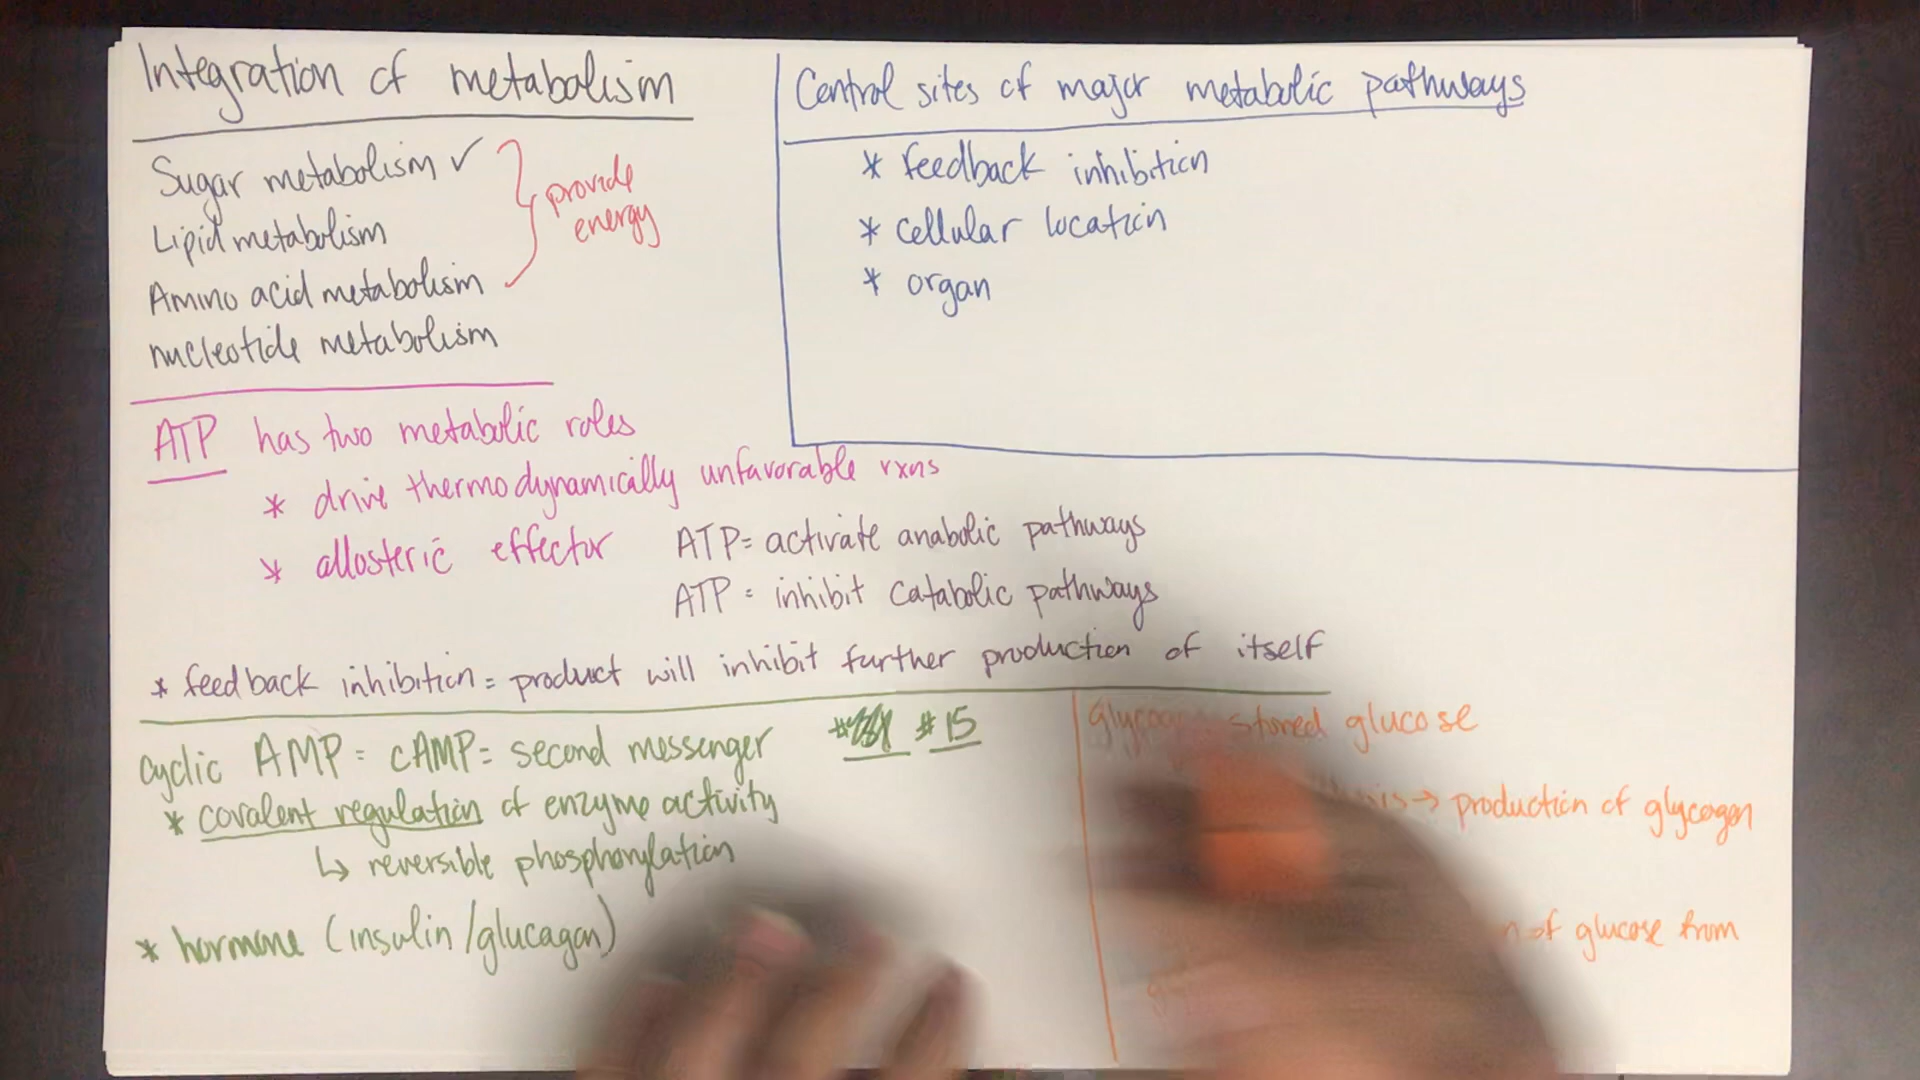 Integration of metabolism
Sugar metabolism ✓
Lipid metabolism
Amino acid metabolism
nucleotide metabolism
provide
energy
Control sites of major metabolic pathways
* feedback inhibition
* cellular location
* organ
ATP has two metabolic roles
* drive thermodynamically unfavorable rxns
* allosteric effector
ATP = activate anabolic pathways
ATP = inhibit catabolic pathways
* feedback inhibition = product will inhibit further production of itself
cyclic AMP = cAMP = second messenger
#15
* covalent regulation of enzyme activity
↳ reversible phosphorylation
* hormone (insulin/glucagon)
stored glucose
→ production of glycogen
of glucose from